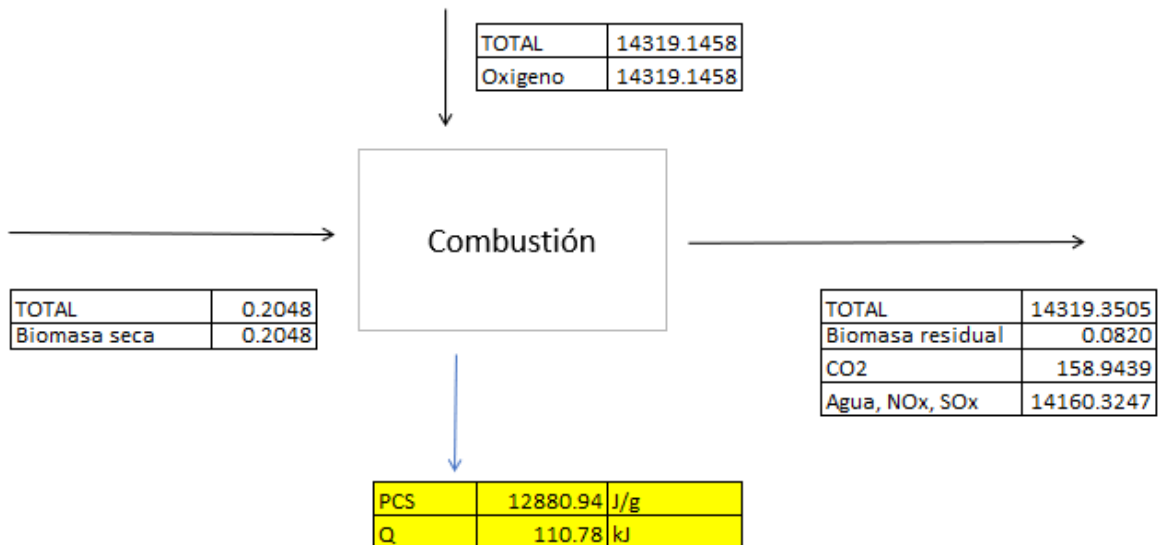 TOTAL 14319.1458
Oxigeno 14319.1458
Combustión
TOTAL 0.2048
Biomasa seca 0.2048
TOTAL 14319.3505
Biomasa residual 0.0820
CO2 158.9439
Agua, NOx, SOx 14160.3247
PCS 12880.94 J/g
Q 110.78 kJ